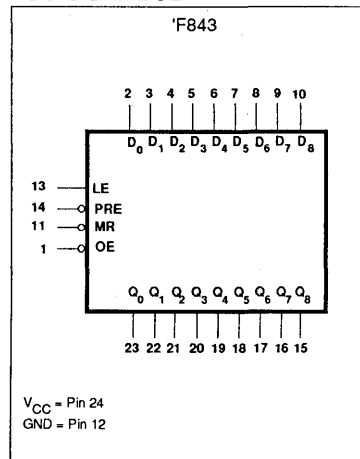 'F843
2 3 4 5 6 7 8 9 10
D0 D1 D2 D3 D4 D5 D6 D7 D8
13 LE
14 PRE
11 MR
1 OE
Q0 Q1 Q2 Q3 Q4 Q5 Q6 Q7 Q8
23 22 21 20 19 18 17 16 15
VCC = Pin 24
GND = Pin 12